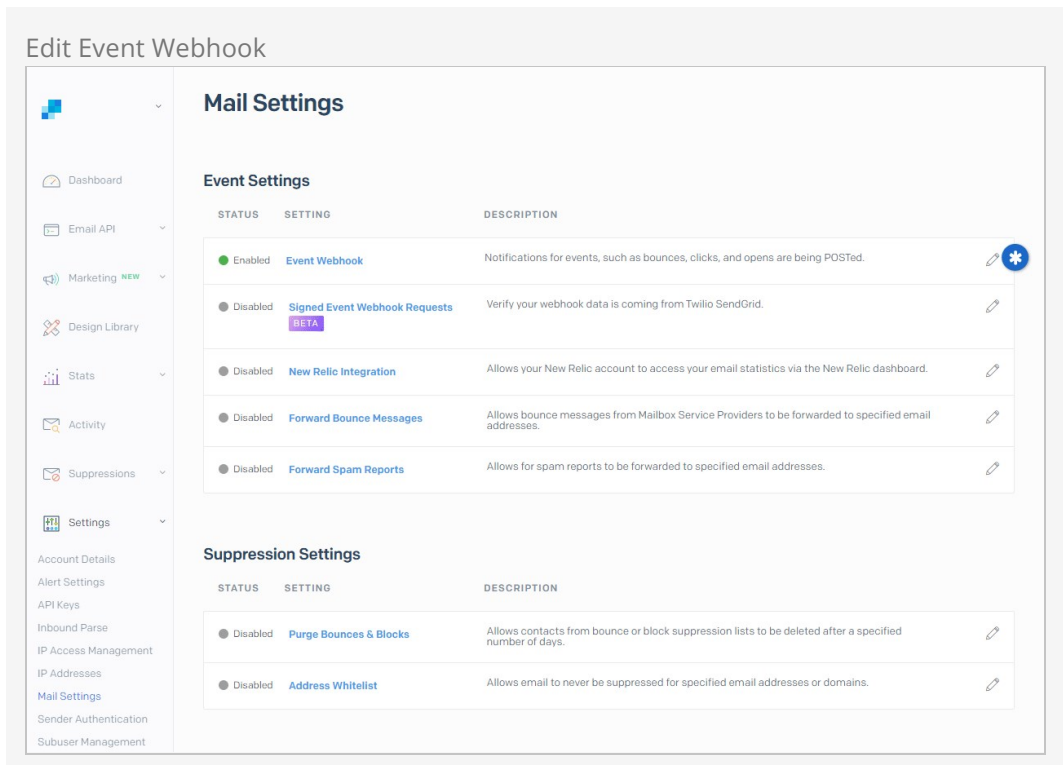 Edit Event Webhook
Mail Settings
Dashboard
Email API
Marketing NEW
Design Library
Stats
Activity
Suppressions
Settings
Account Details
Alert Settings
API Keys
Inbound Parse
IP Access Management
IP Addresses
Mail Settings
Sender Authentication
Subuser Management
Event Settings
STATUS SETTING DESCRIPTION
Enabled Event Webhook Notifications for events, such as bounces, clicks, and opens are being POSTed.
Disabled Signed Event Webhook Requests Verify your webhook data is coming from Twilio SendGrid.
BETA
Disabled New Relic Integration Allows your New Relic account to access your email statistics via the New Relic dashboard.
Disabled Forward Bounce Messages Allows bounce messages from Mailbox Service Providers to be forwarded to specified email
addresses.
Disabled Forward Spam Reports Allows for spam reports to be forwarded to specified email addresses.
Suppression Settings
STATUS SETTING DESCRIPTION
Disabled Purge Bounces & Blocks Allows contacts from bounce or block suppression lists to be deleted after a specified
number of days.
Disabled Address Whitelist Allows email to never be suppressed for specified email addresses or domains.